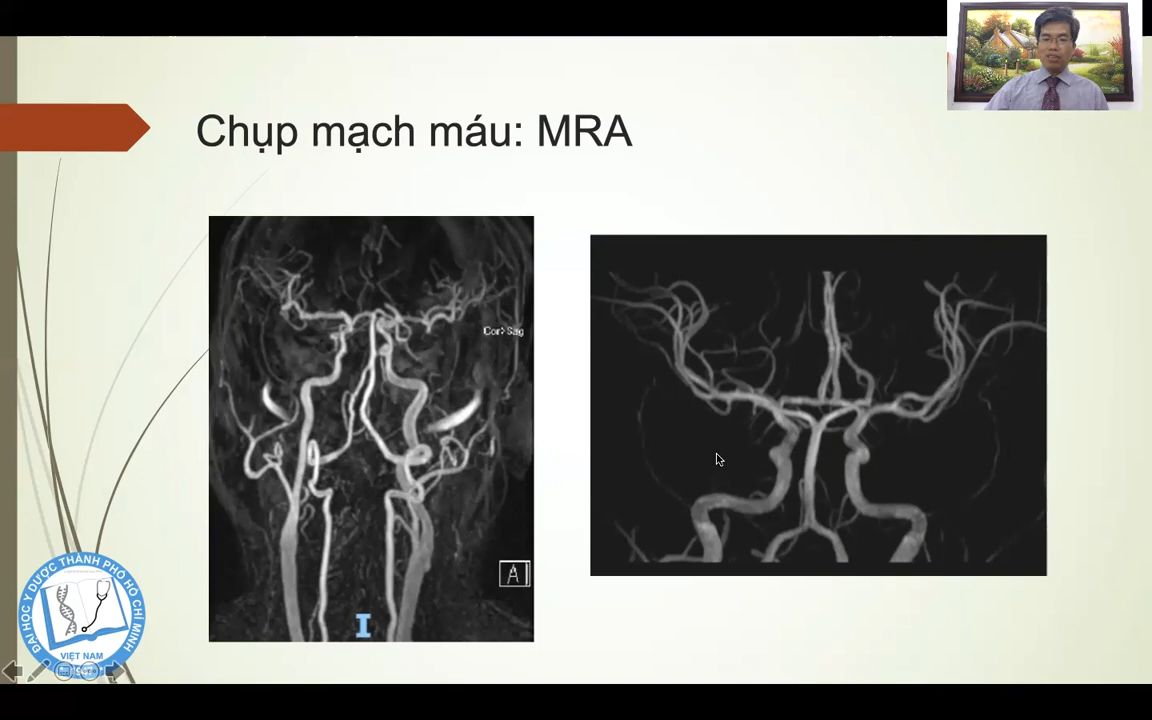 Chụp mạch máu: MRA
Cor>Sag
A
I
ĐẠI HỌC Y DƯỢC THÀNH PHỐ HỒ CHÍ MINH
VIỆT NAM